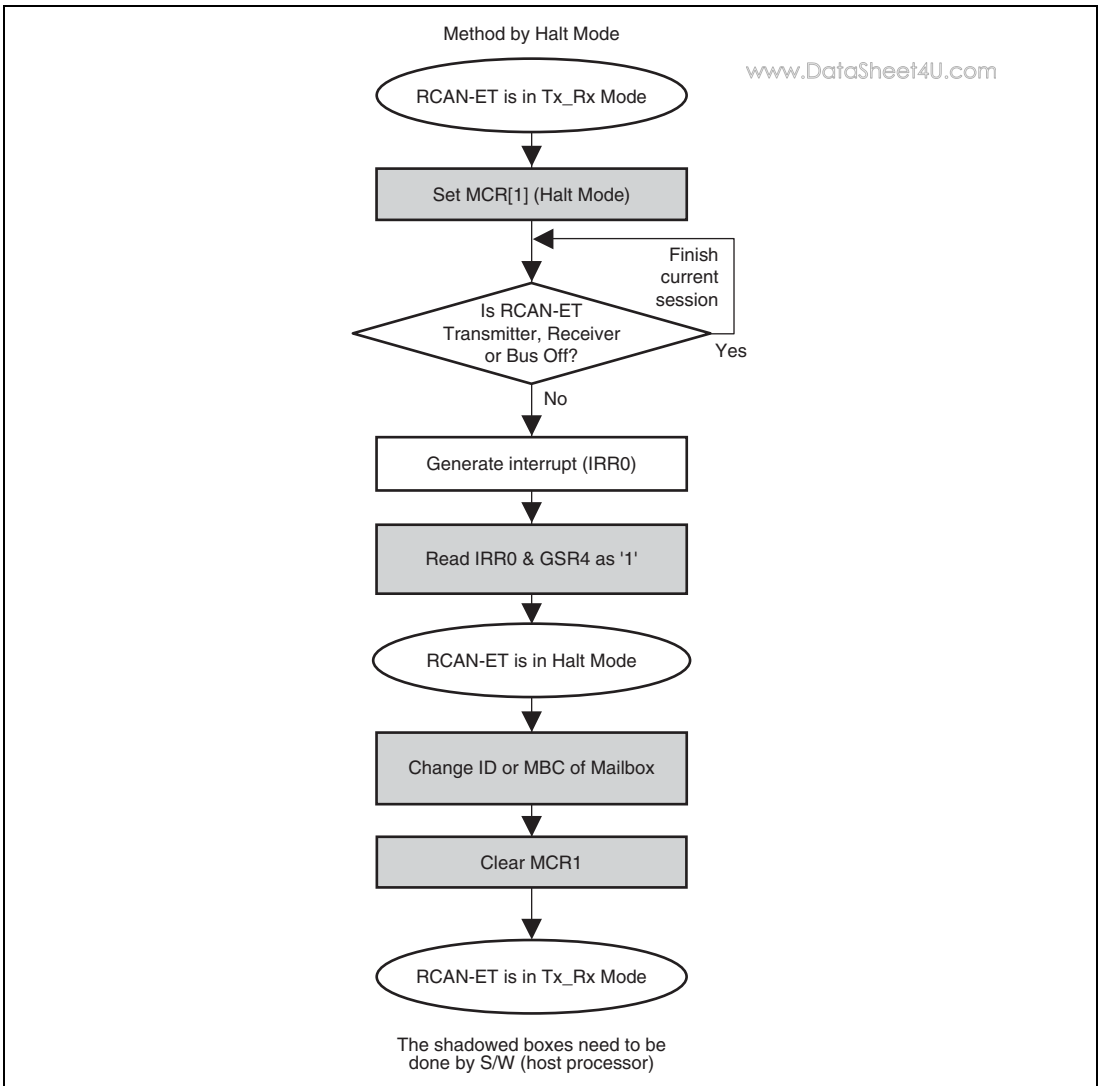 Method by Halt Mode
www.DataSheet4U.com
RCAN-ET is in Tx_Rx Mode
Set MCR[1] (Halt Mode)
Finish
current
session
Is RCAN-ET
Transmitter, Receiver
or Bus Off?
Yes
No
Generate interrupt (IRR0)
Read IRR0 & GSR4 as '1'
RCAN-ET is in Halt Mode
Change ID or MBC of Mailbox
Clear MCR1
RCAN-ET is in Tx_Rx Mode
The shadowed boxes need to be
done by S/W (host processor)